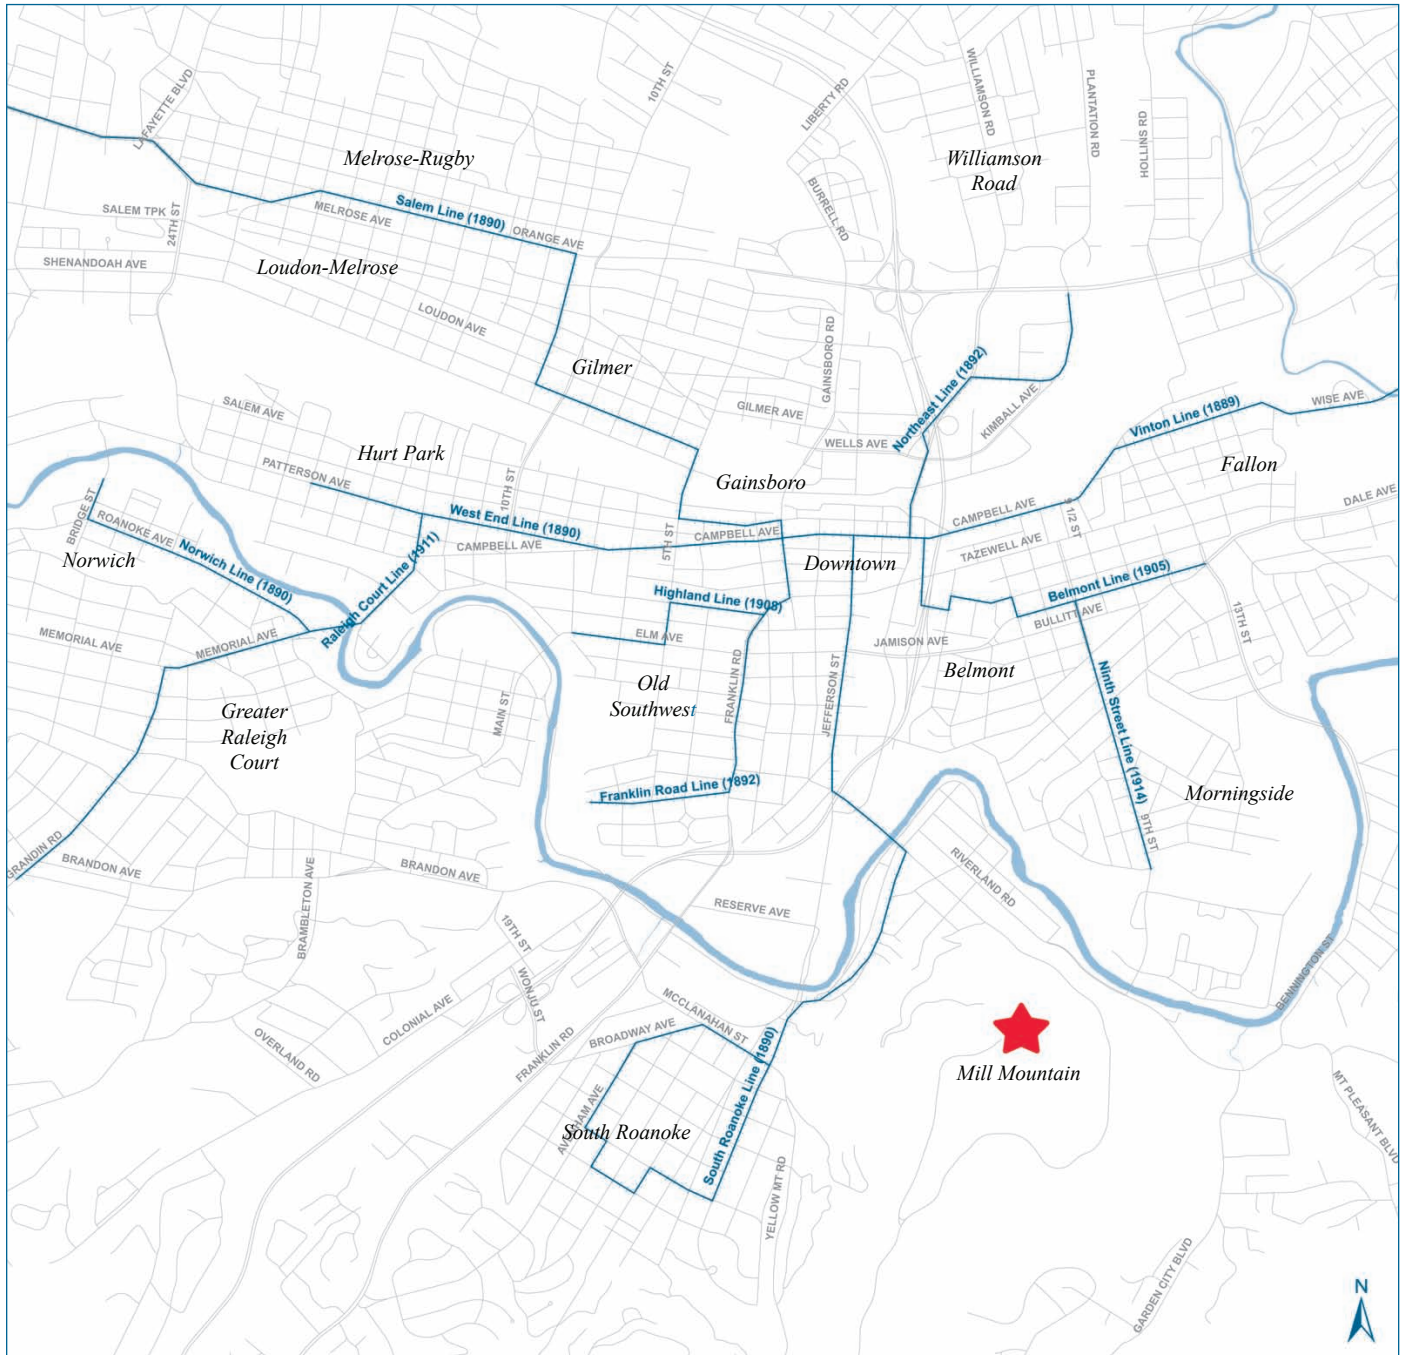 LAFAYETTE BLVD
10TH ST
LIBERTY RD
WILLIAMSON RD
PLANTATION RD
HOLLINS RD
Melrose-Rugby
Williamson
Road
BURRELL RD
SALEM TPK
24TH ST
MELROSE AVE
Salem Line (1890)
ORANGE AVE
SHENANDOAH AVE
Loudon-Melrose
LOUDON AVE
Gilmer
GAINSBORO RD
Northeast Line (1892)
KIMBALL AVE
SALEM AVE
GILMER AVE
WELLS AVE
Vinton Line (1889)
WISE AVE
Hurt Park
PATTERSON AVE
10TH ST
Gainsboro
Fallon
DALE AVE
BRIDGE ST
ROANOKE AVE
Norwich
Norwich Line (1890)
West End Line (1890)
CAMPBELL AVE
Raleigh Court Line (1911)
5TH ST
CAMPBELL AVE
CAMPBELL AVE
9 1/2 ST
TAZEWELL AVE
Downtown
Highland Line (1908)
Belmont Line (1905)
BULLITT AVE
13TH ST
MEMORIAL AVE
MEMORIAL AVE
ELM AVE
JAMISON AVE
Belmont
Old
Southwest
FRANKLIN RD
JEFFERSON ST
Ninth Street Line (1914)
Greater
Raleigh
Court
MAIN ST
Franklin Road Line (1892)
Morningside
9TH ST
GRANDIN RD
BRANDON AVE
BRAMBLETON AVE
BRANDON AVE
RIVERLAND RD
RESERVE AVE
19TH ST
WONJU ST
BENNINGTON ST
MCCLANAHAN ST
COLONIAL AVE
OVERLAND RD
FRANKLIN RD
BROADWAY AVE
South Roanoke Line (1890)
Mill Mountain
MT PLEASANT BLVD
AVENHAM AVE
South Roanoke
YELLOW MT RD
GARDEN CITY BLVD
N